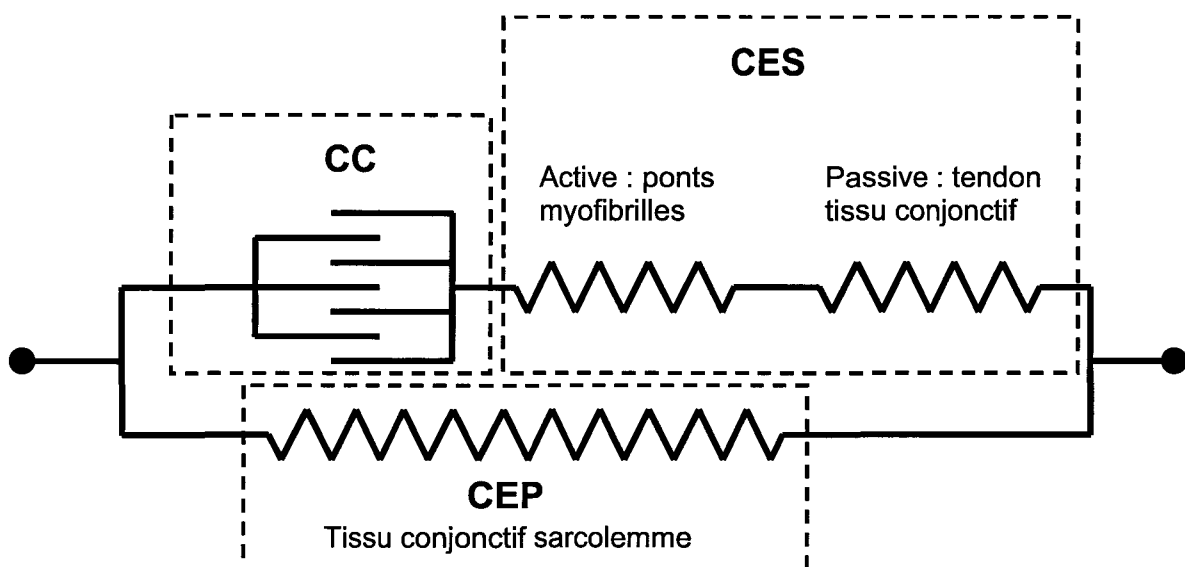 CES
CC
Active : ponts
myofibrilles
Passive : tendon
tissu conjonctif
CEP
Tissu conjonctif sarcolemme